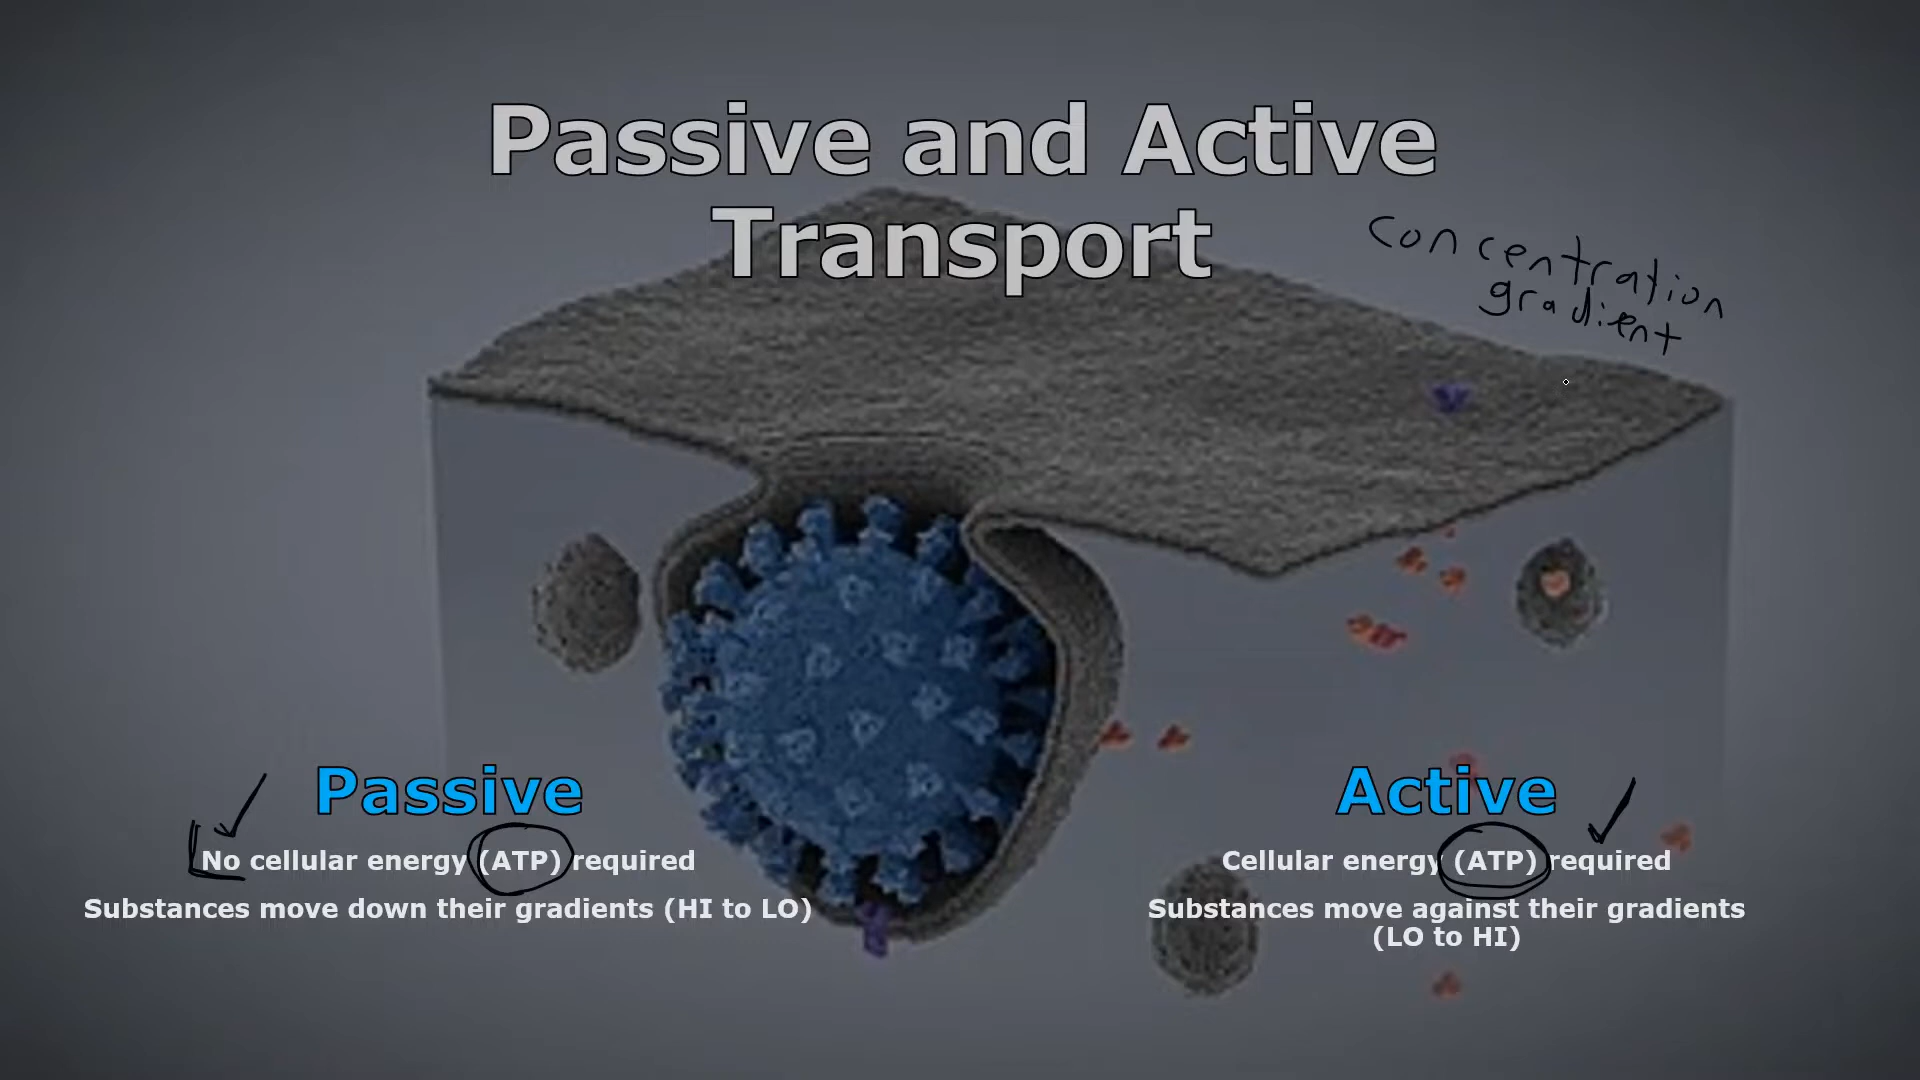 Passive and Active
Transport
concentration
gradient
Passive
No cellular energy (ATP) required
Substances move down their gradients (HI to LO)
Active
Cellular energy (ATP) required
Substances move against their gradients
(LO to HI)